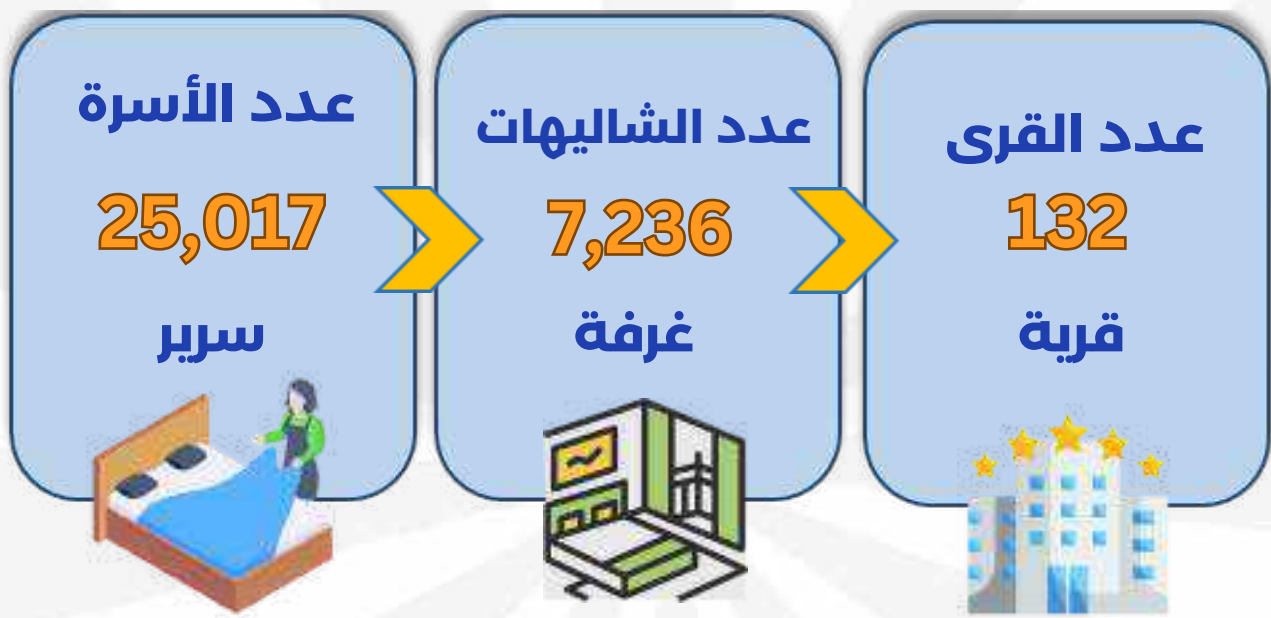 عدد القرى
132
قرية
عدد الشاليهات
7,236
غرفة
عدد الأسرة
25,017
سرير